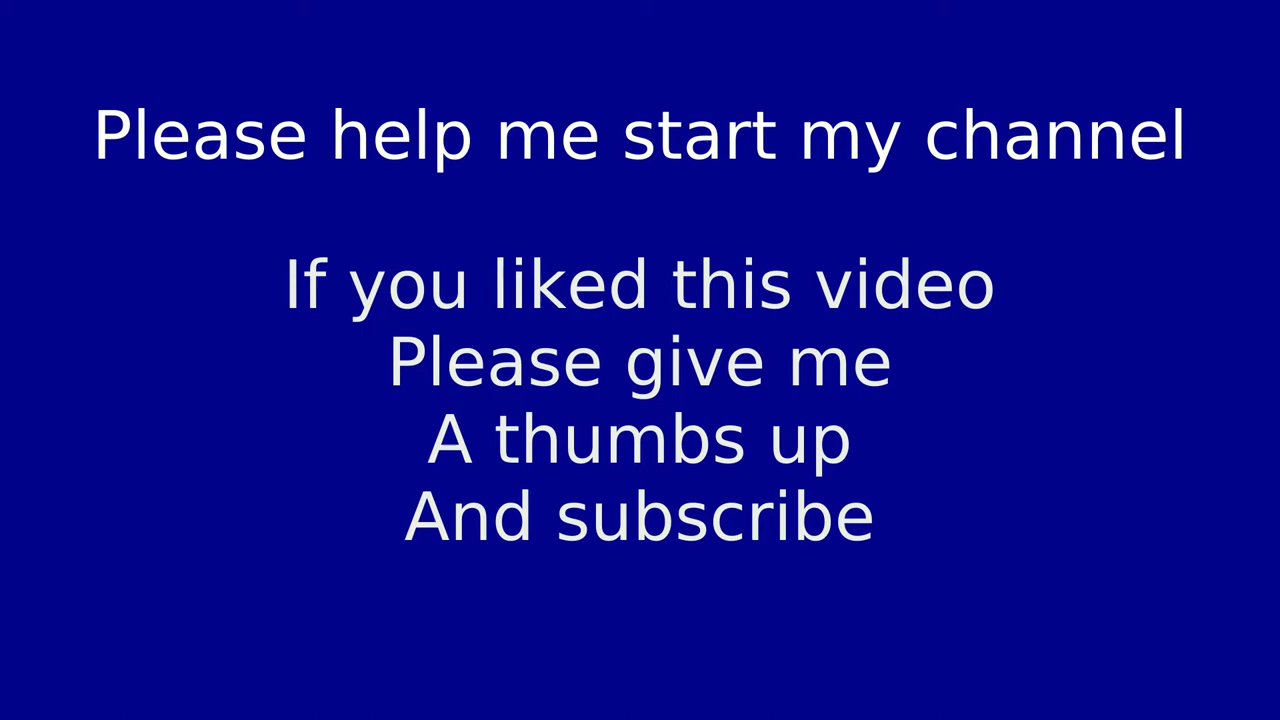 Please help me start my channel
If you liked this video
Please give me
A thumbs up
And subscribe